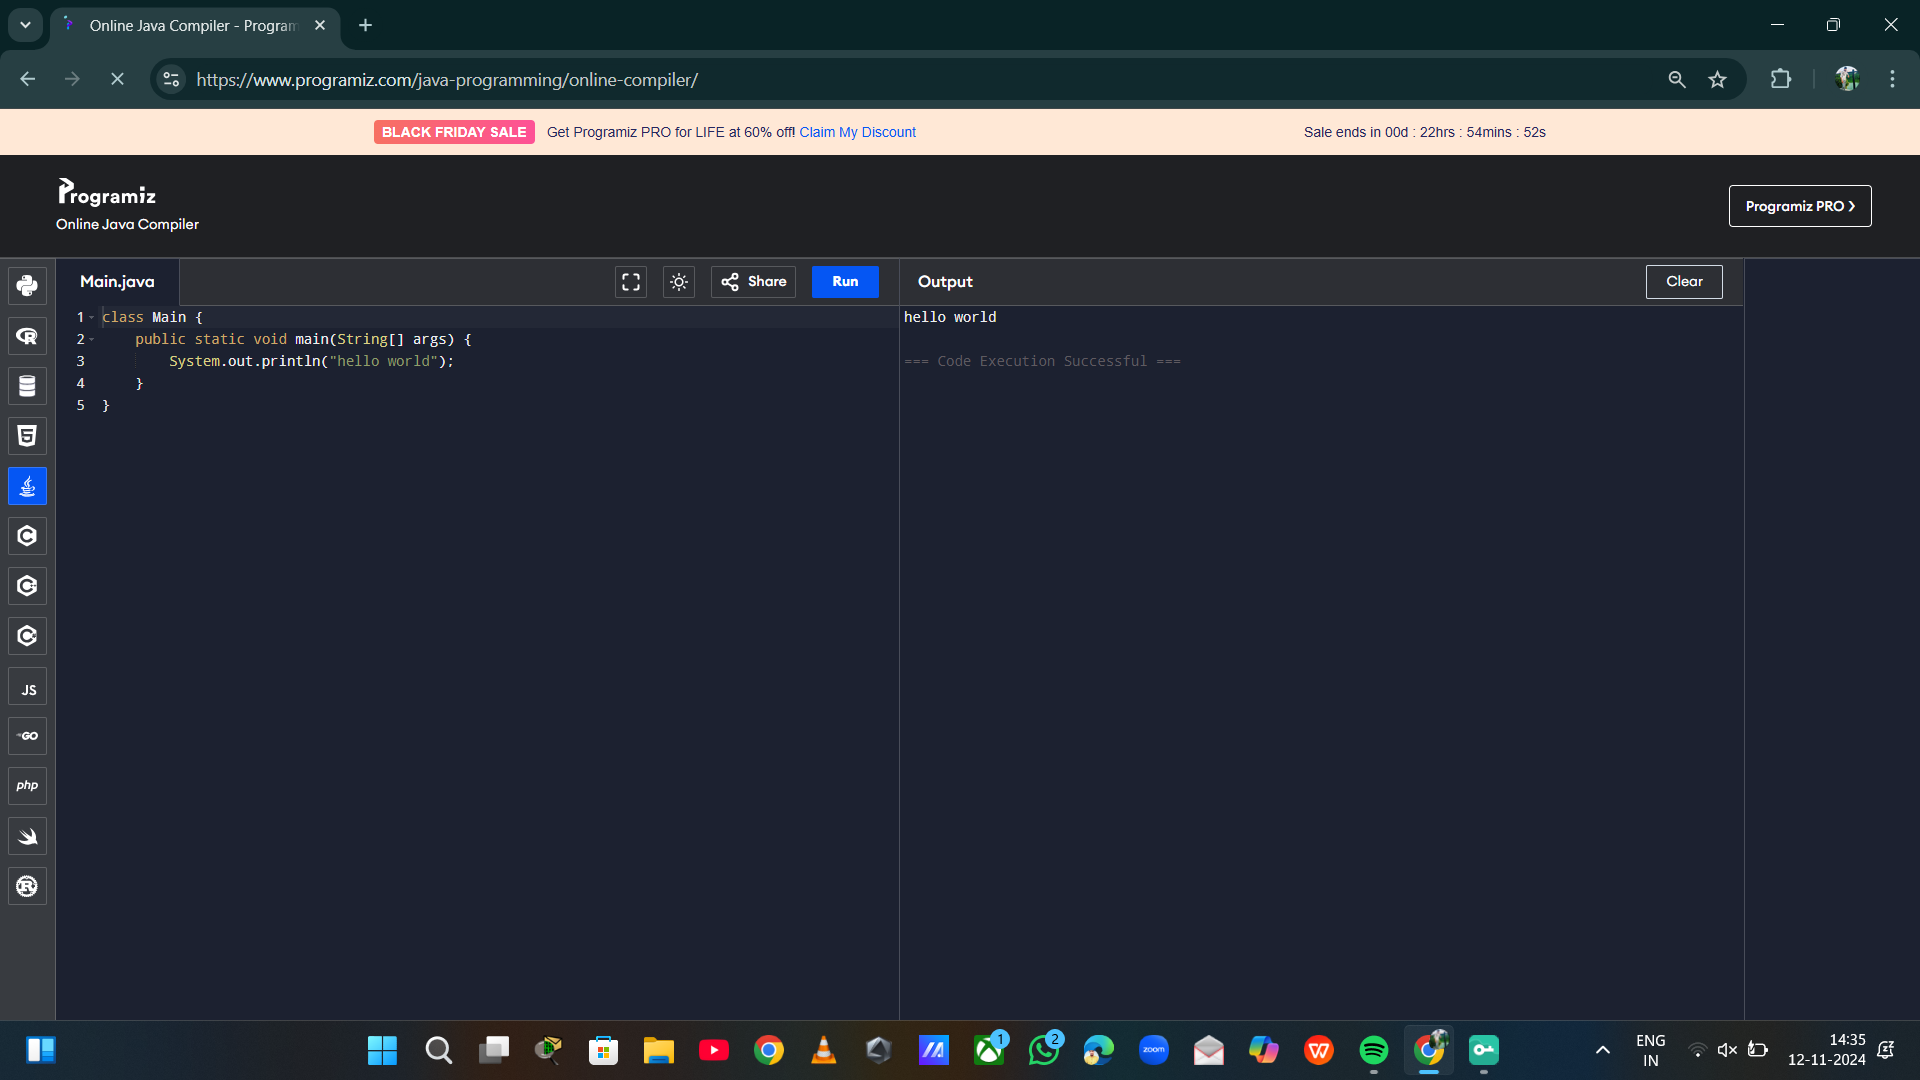 Online Java Compiler - Program
https://www.programiz.com/java-programming/online-compiler/
BLACK FRIDAY SALE Get Programiz PRO for LIFE at 60% off! Claim My Discount Sale ends in 00d : 22hrs : 54mins : 52s
Programiz
Online Java Compiler
Programiz PRO ❯
Main.java
Share
Run
Output
Clear
1 class Main {
2 public static void main(String[] args) {
3 System.out.println("hello world");
4 }
5 }
hello world
=== Code Execution Successful ===
JS
GO
php
1
2
zoom
W
ENG
IN
14:35
12-11-2024